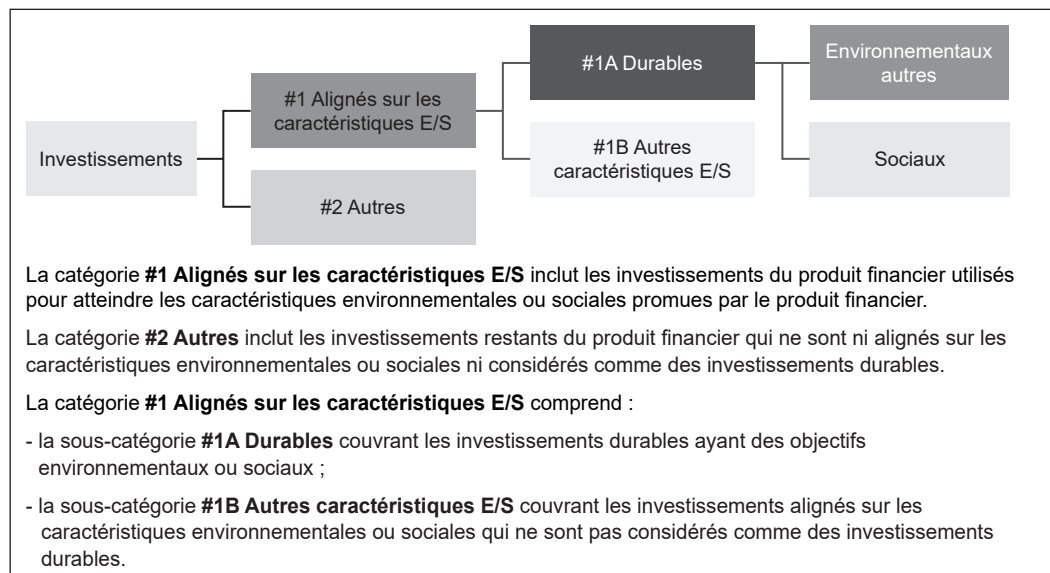 #1A Durables
Environnementaux
autres
#1 Alignés sur les
caractéristiques E/S
Investissements
#1B Autres
caractéristiques E/S
Sociaux
#2 Autres
La catégorie #1 Alignés sur les caractéristiques E/S inclut les investissements du produit financier utilisés
pour atteindre les caractéristiques environnementales ou sociales promues par le produit financier.
La catégorie #2 Autres inclut les investissements restants du produit financier qui ne sont ni alignés sur les
caractéristiques environnementales ou sociales ni considérés comme des investissements durables.
La catégorie #1 Alignés sur les caractéristiques E/S comprend :
- la sous-catégorie #1A Durables couvrant les investissements durables ayant des objectifs
environnementaux ou sociaux ;
- la sous-catégorie #1B Autres caractéristiques E/S couvrant les investissements alignés sur les
caractéristiques environnementales ou sociales qui ne sont pas considérés comme des investissements
durables.